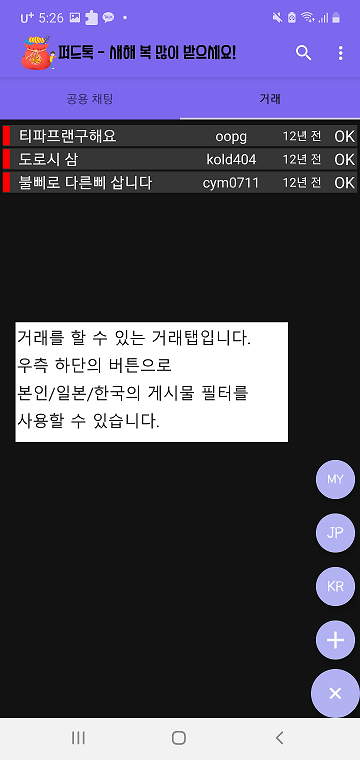 U+ 5:26
퍼드톡 - 새해 복 많이 받으세요!
공용 채팅 거래
티파프랜구해요 oopg 12년 전 OK
도로시 삼 kold404 12년 전 OK
불삐로 다른삐 삽니다 cym0711 12년 전 OK
거래를 할 수 있는 거래탭입니다.
우측 하단의 버튼으로
본인/일본/한국의 게시물 필터를
사용할 수 있습니다.
MY
JP
KR